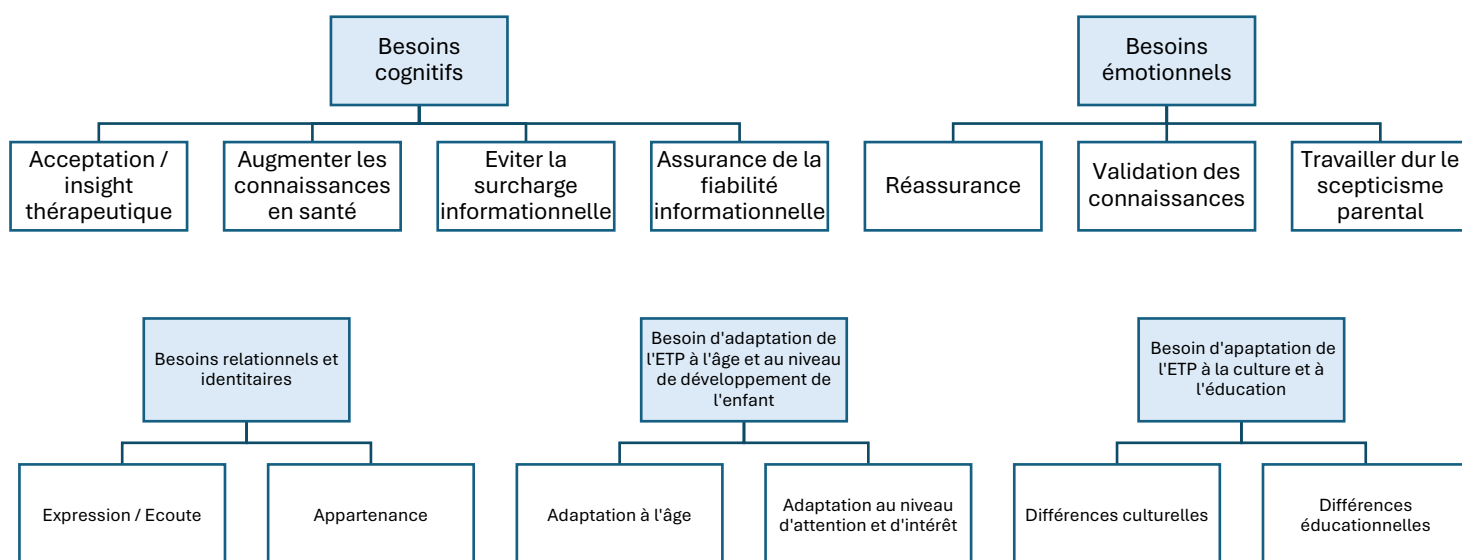 Besoins
cognitifs
Besoins
émotionnels
Acceptation /
insight
thérapeutique
Augmenter les
connaissances
en santé
Eviter la
surcharge
informationnelle
Assurance de la
fiabilité
informationnelle
Réassurance
Validation des
connaissances
Travailler dur le
scepticisme
parental
Besoins relationnels et
identitaires
Besoin d'adaptation de
l'ETP à l'âge et au niveau
de développement de
l'enfant
Besoin d'apaptation de
l'ETP à la culture et à
l'éducation
Expression / Ecoute
Appartenance
Adaptation à l'âge
Adaptation au niveau
d'attention et d'intérêt
Différences culturelles
Différences
éducationnelles